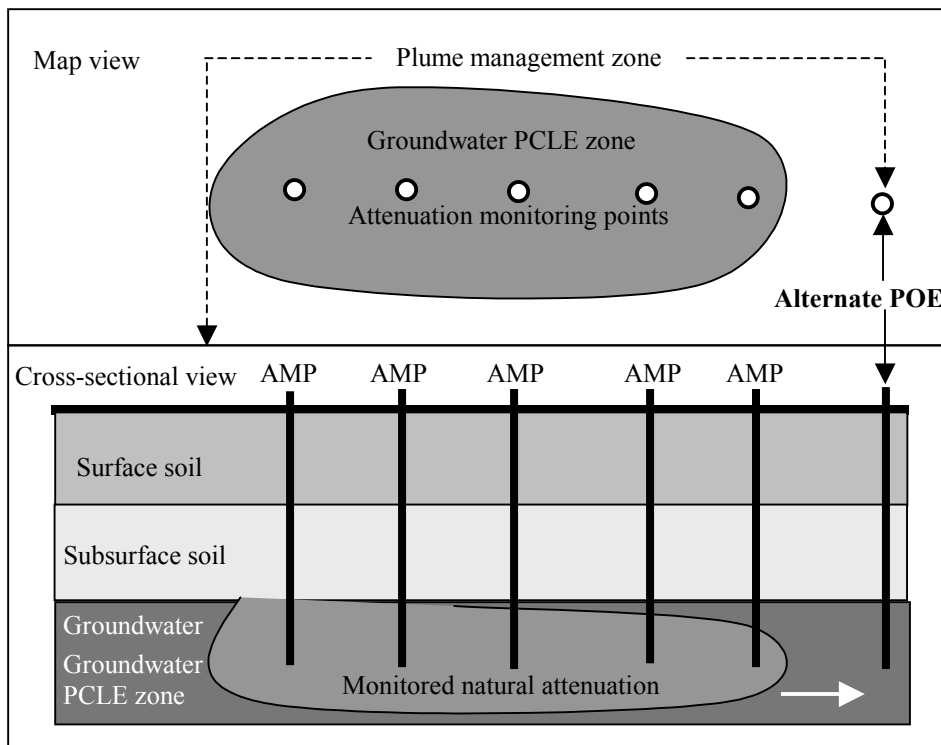 Map view
Plume management zone
Groundwater PCLE zone
Attenuation monitoring points
Alternate POE
Cross-sectional view
AMP
AMP
AMP
AMP
AMP
Surface soil
Subsurface soil
Groundwater
Groundwater
PCLE zone
Monitored natural attenuation